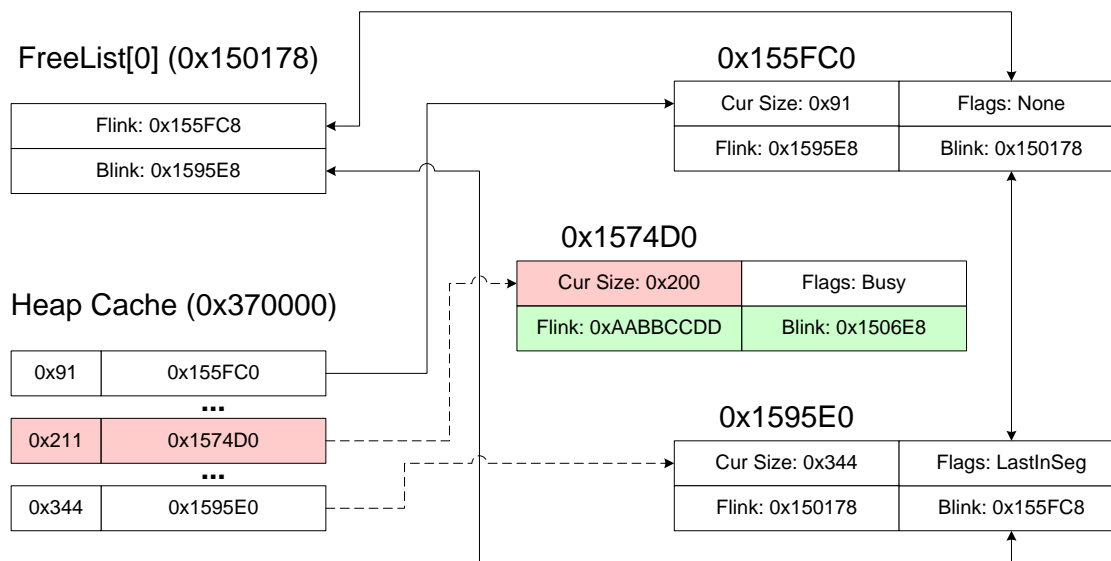 FreeList[0] (0x150178)
Flink: 0x155FC8
Blink: 0x1595E8
0x155FC0
Cur Size: 0x91
Flags: None
Flink: 0x1595E8
Blink: 0x150178
0x1574D0
Cur Size: 0x200
Flags: Busy
Flink: 0xAABBCCDD
Blink: 0x1506E8
Heap Cache (0x370000)
0x91
0x155FC0
...
0x211
0x1574D0
...
0x344
0x1595E0
0x1595E0
Cur Size: 0x344
Flags: LastInSeg
Flink: 0x150178
Blink: 0x155FC8